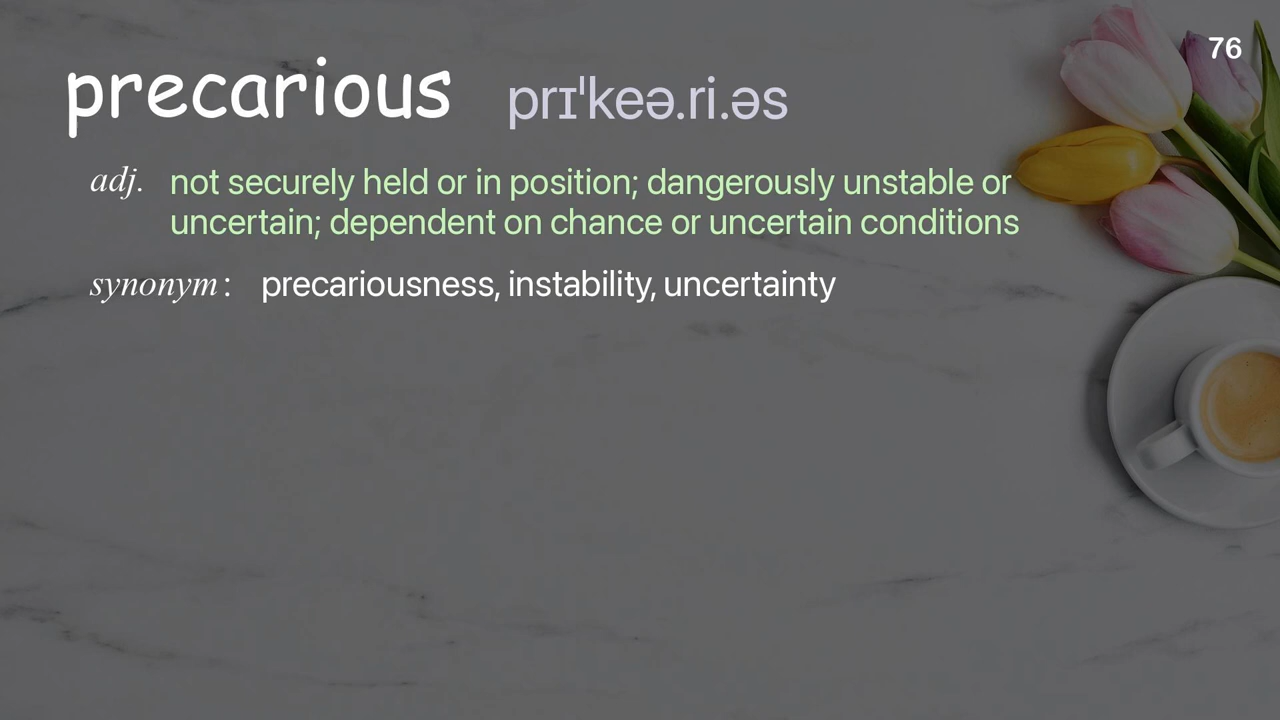 76
precarious prɪˈkeə.ri.əs
adj. not securely held or in position; dangerously unstable or
uncertain; dependent on chance or uncertain conditions
synonym : precariousness, instability, uncertainty